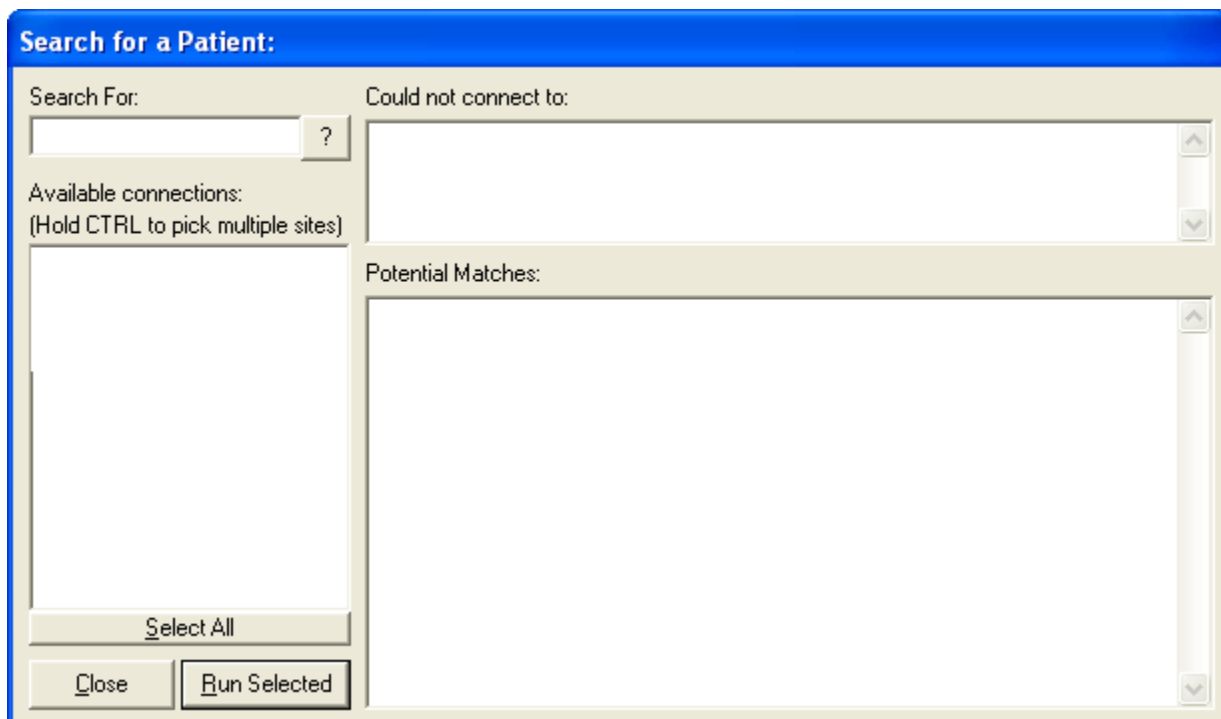 Search for a Patient:
Search For:
?
Available connections:
(Hold CTRL to pick multiple sites)
Select All
Close
Run Selected
Could not connect to:
Potential Matches: